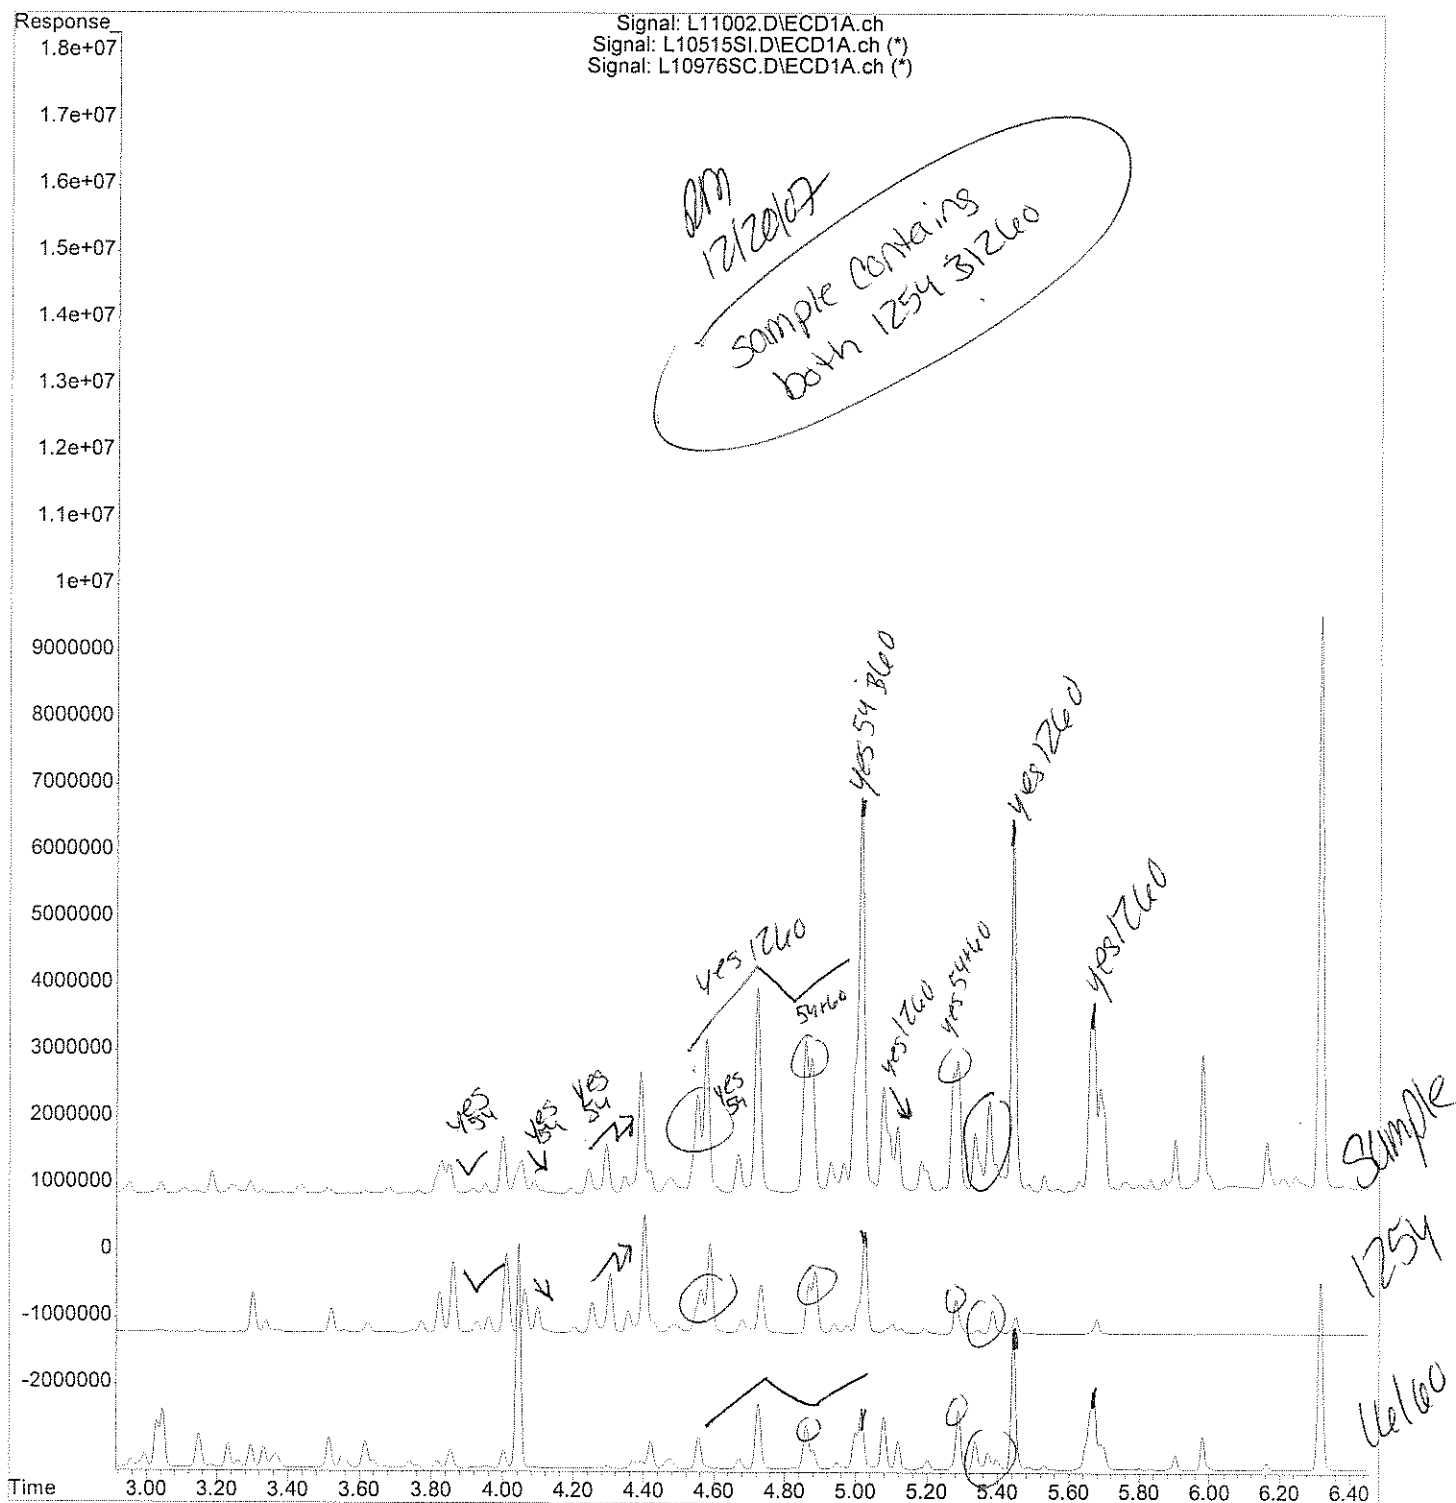 Response
Signal: L11002.D\ECD1A.ch
Signal: L10515SI.D\ECD1A.ch (*)
Signal: L10976SC.D\ECD1A.ch (*)
1.8e+07
1.7e+07
1.6e+07
1.5e+07
1.4e+07
1.3e+07
1.2e+07
1.1e+07
1e+07
9000000
8000000
7000000
6000000
5000000
4000000
3000000
2000000
1000000
0
-1000000
-2000000
12/20/07
sample contains
both 1254 & 1260
yes 54 & 60
yes 1260
yes 1260
yes 1260
54+60
yes 1260
yes 54+60
yes
54
yes
54
yes
54
yes
Sample
1254
16/60
Time
3.00 3.20 3.40 3.60 3.80 4.00 4.20 4.40 4.60 4.80 5.00 5.20 5.40 5.60 5.80 6.00 6.20 6.40